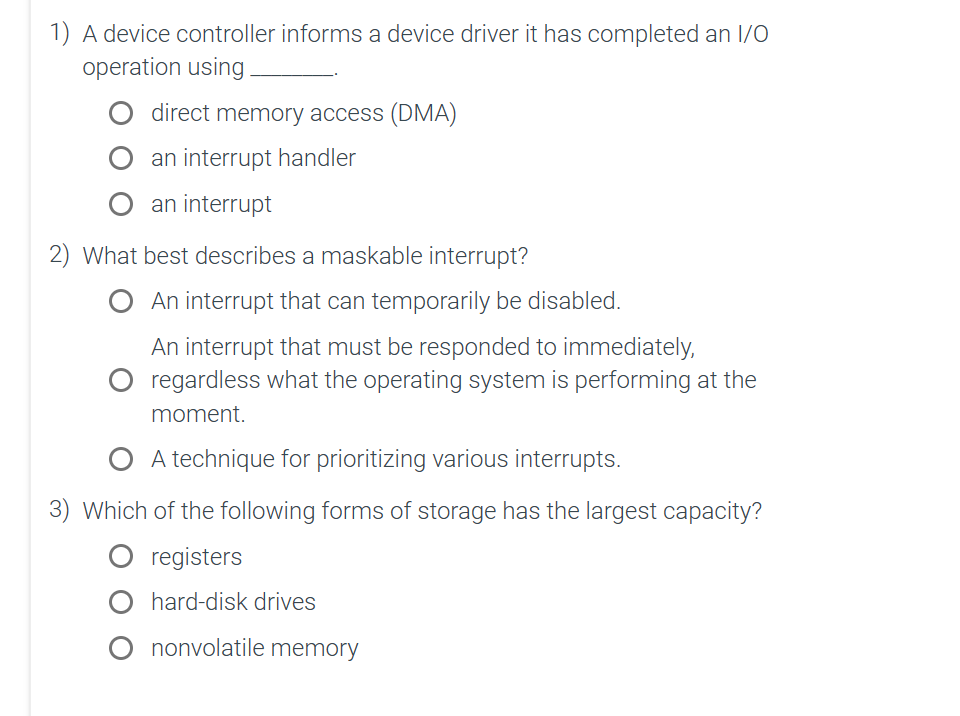 1) A device controller informs a device driver it has completed an I/O
operation using ________.
direct memory access (DMA)
an interrupt handler
an interrupt
2) What best describes a maskable interrupt?
An interrupt that can temporarily be disabled.
An interrupt that must be responded to immediately,
regardless what the operating system is performing at the
moment.
A technique for prioritizing various interrupts.
3) Which of the following forms of storage has the largest capacity?
registers
hard-disk drives
nonvolatile memory